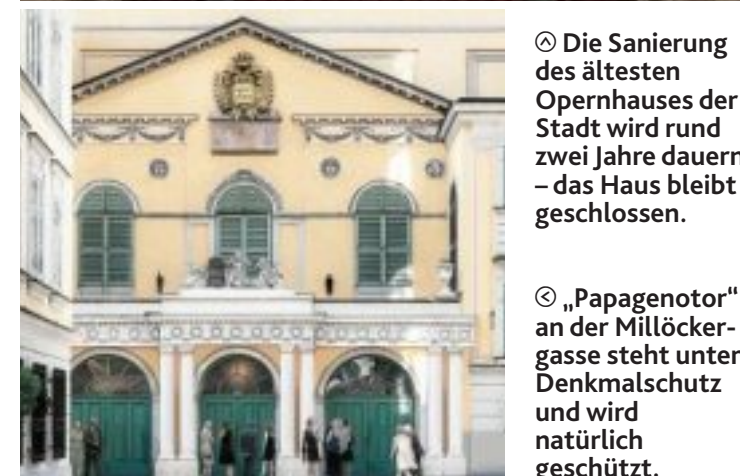 Die Sanierung
des ältesten
Opernhauses der
Stadt wird rund
zwei Jahre dauern
– das Haus bleibt
geschlossen.
„Papagenotor“
an der Millöcker-
gasse steht unter
Denkmalschutz
und wird
natürlich
geschützt.